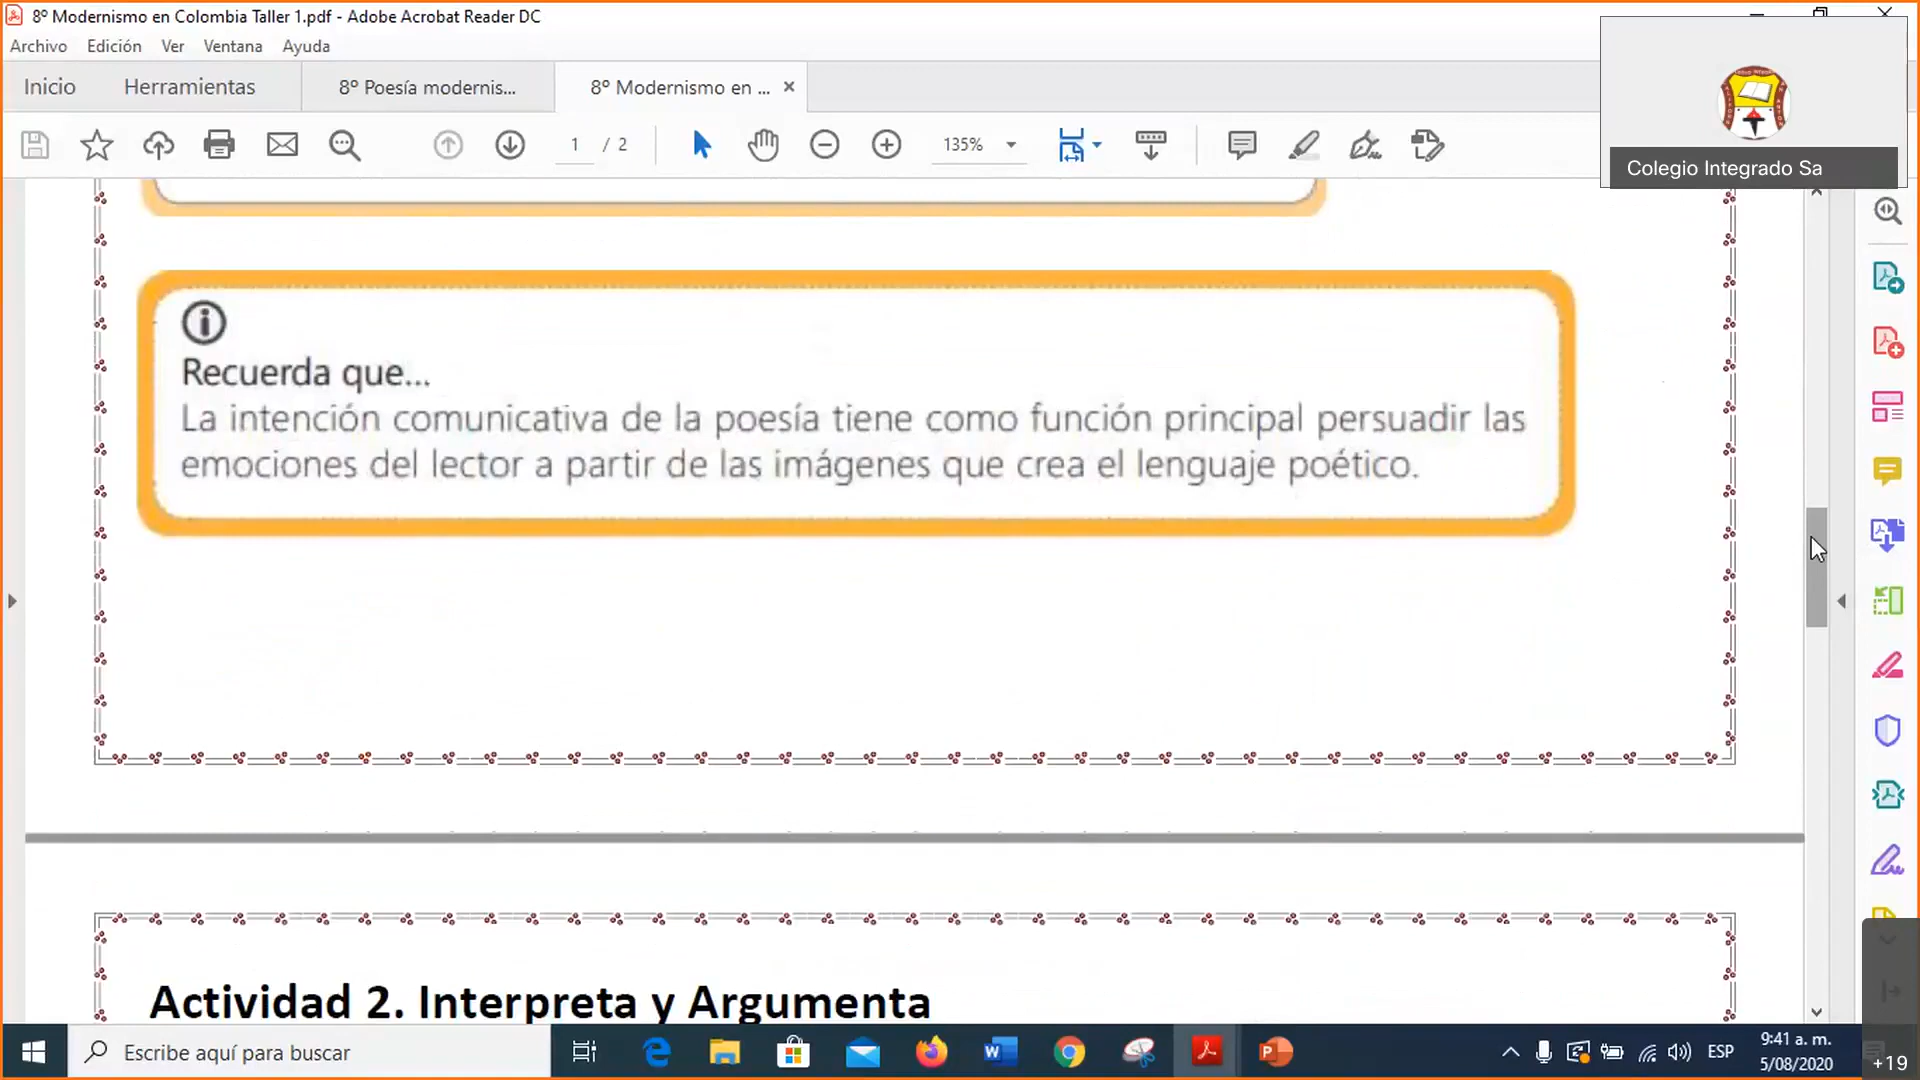 8º Modernismo en Colombia Taller 1.pdf - Adobe Acrobat Reader DC
Archivo Edición Ver Ventana Ayuda
Inicio Herramientas 8º Poesía modernis... 8º Modernismo en ...
1 / 2 135%
Colegio Integrado Sa
Recuerda que...
La intención comunicativa de la poesía tiene como función principal persuadir las
emociones del lector a partir de las imágenes que crea el lenguaje poético.
Actividad 2. Interpreta y Argumenta
Escribe aquí para buscar
ESP
9:41 a. m.
5/08/2020
+19